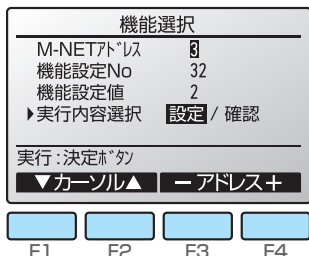 機能選択
M-NETアドレス 3
機能設定No 32
機能設定値 2
▶実行内容選択 設定 / 確認
実行:決定ボタン
▼カーソル▲ ーアドレス+
F1 F2 F3 F4